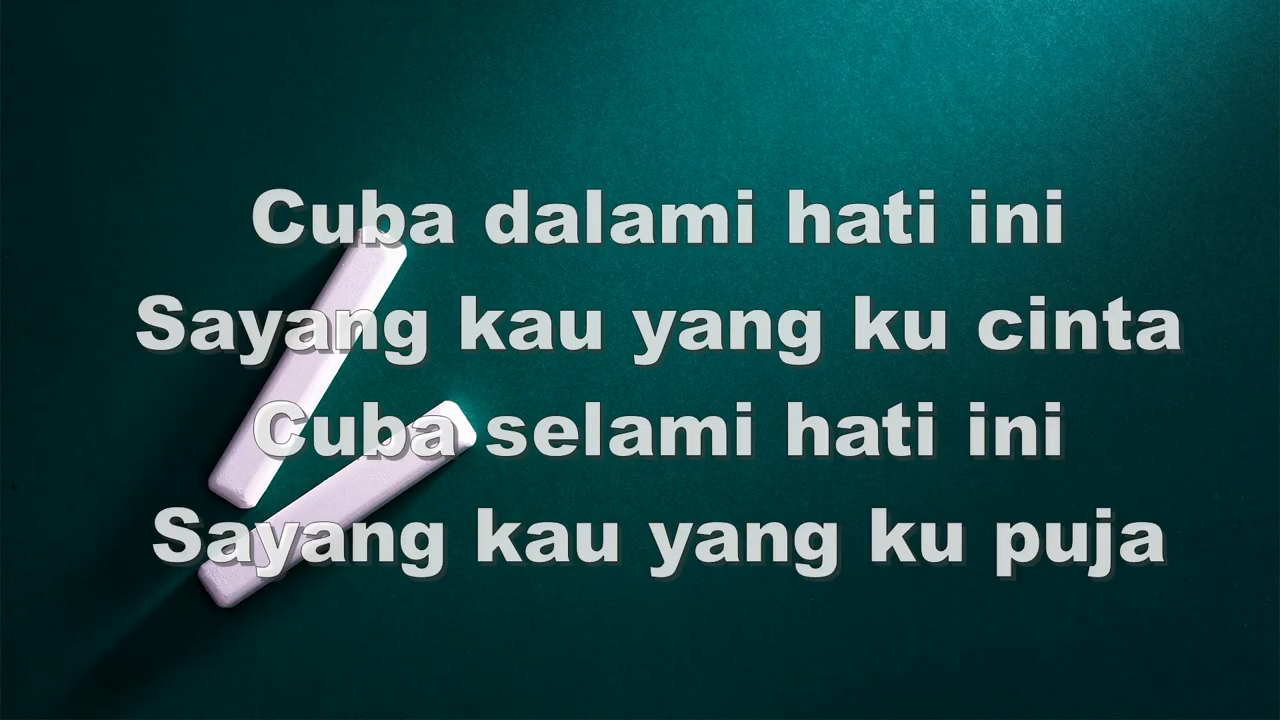 Cuba dalami hati ini
Sayang kau yang ku cinta
Cuba selami hati ini
Sayang kau yang ku puja